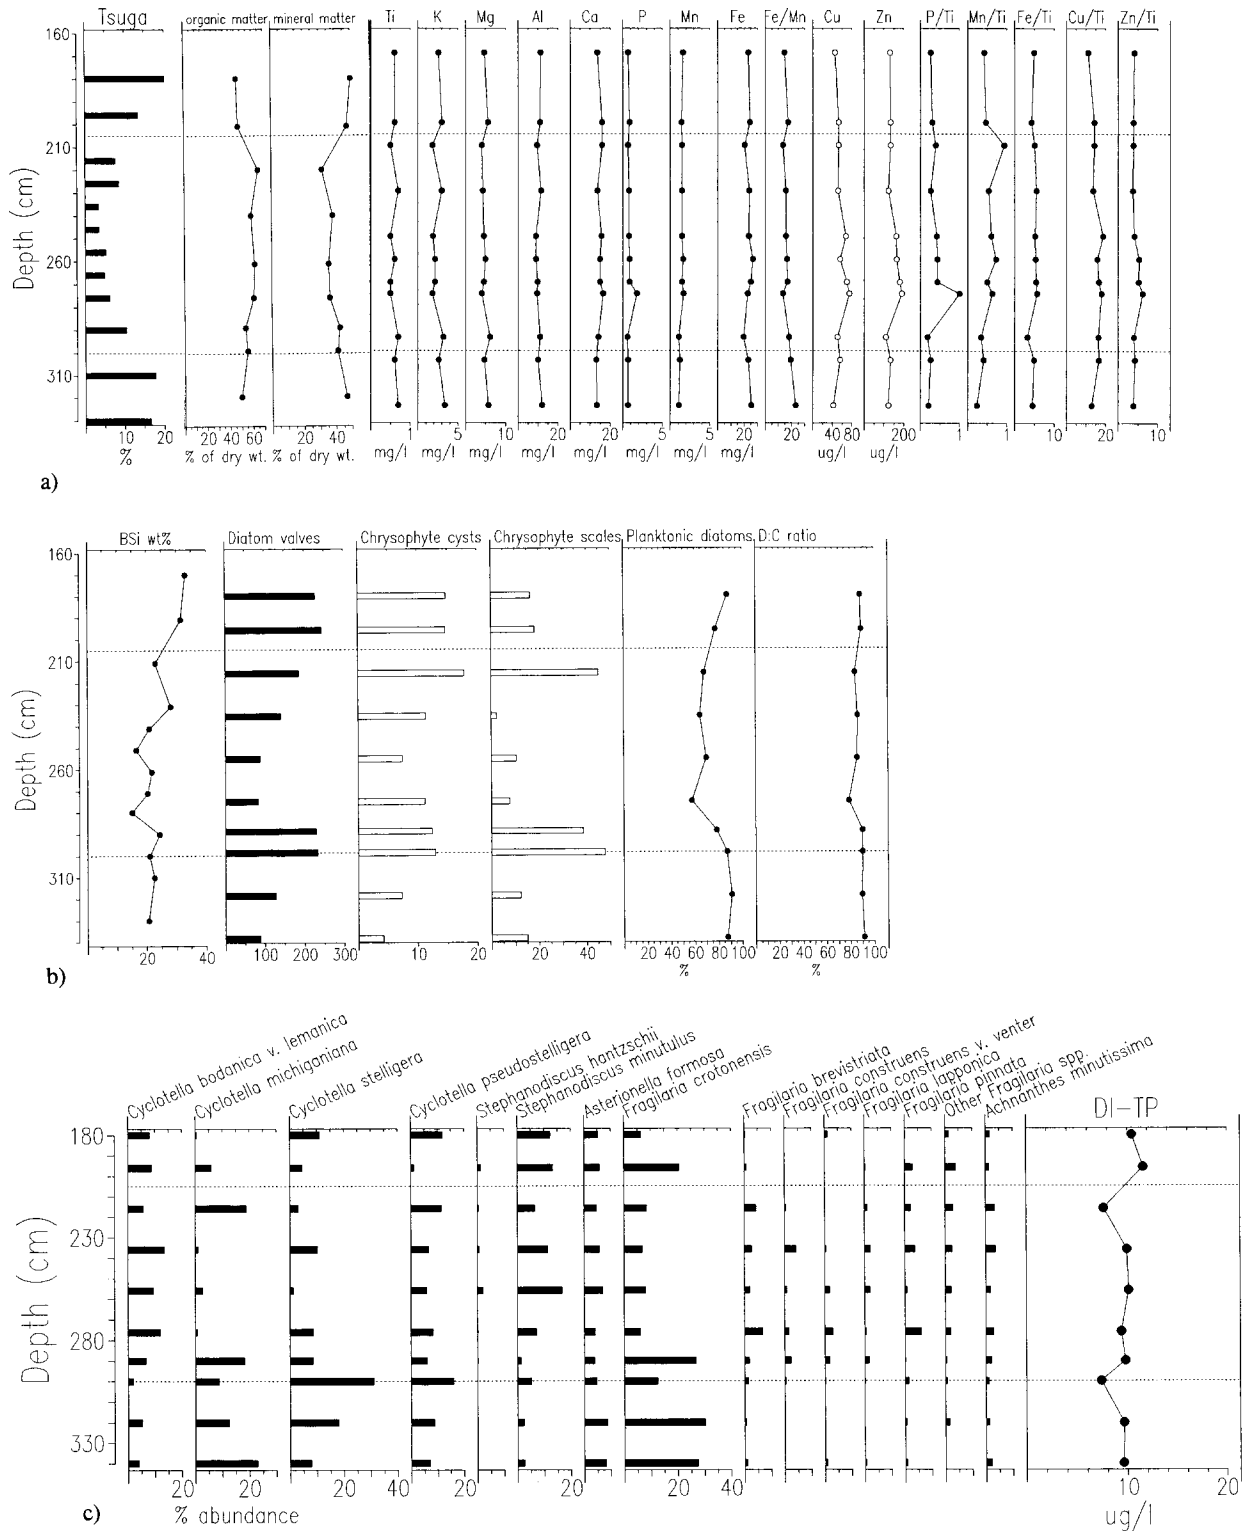 Tsuga organic matter mineral matter Ti K Mg Al Ca P Mn Fe Fe/Mn Cu Zn P/Ti Mn/Ti Fe/Ti Cu/Ti Zn/Ti
160
210
260
310
Depth (cm)
10 20 20 40 60 20 40 1 5 10 20 1 5 20 20 40 80 200 1 1 10 20 10
% % of dry wt. % of dry wt. mg/l mg/l mg/l mg/l mg/l mg/l mg/l mg/l ug/l ug/l
a)
BSi wt% Diatom valves Chrysophyte cysts Chrysophyte scales Planktonic diatoms D:C ratio
160
210
260
310
Depth (cm)
20 40 100 200 300 10 20 20 40 20 40 60 80 100 20 40 60 80 100
% %
b)
Cyclotella bodanica v. lemanica
Cyclotella michiganiana
Cyclotella stelligera
Cyclotella pseudostelligera
Stephanodiscus hantzschii
Stephanodiscus minutulus
Asterionella formosa
Fragilaria crotonensis
Fragilaria brevistriata
Fragilaria construens
Fragilaria construens v. venter
Fragilaria lapponica
Fragilaria pinnata
Other Fragilaria spp.
Achnanthes minutissima
DI-TP
180
230
280
330
Depth (cm)
20 20 40 20 20 20 40 10 20
% abundance ug/l
c)